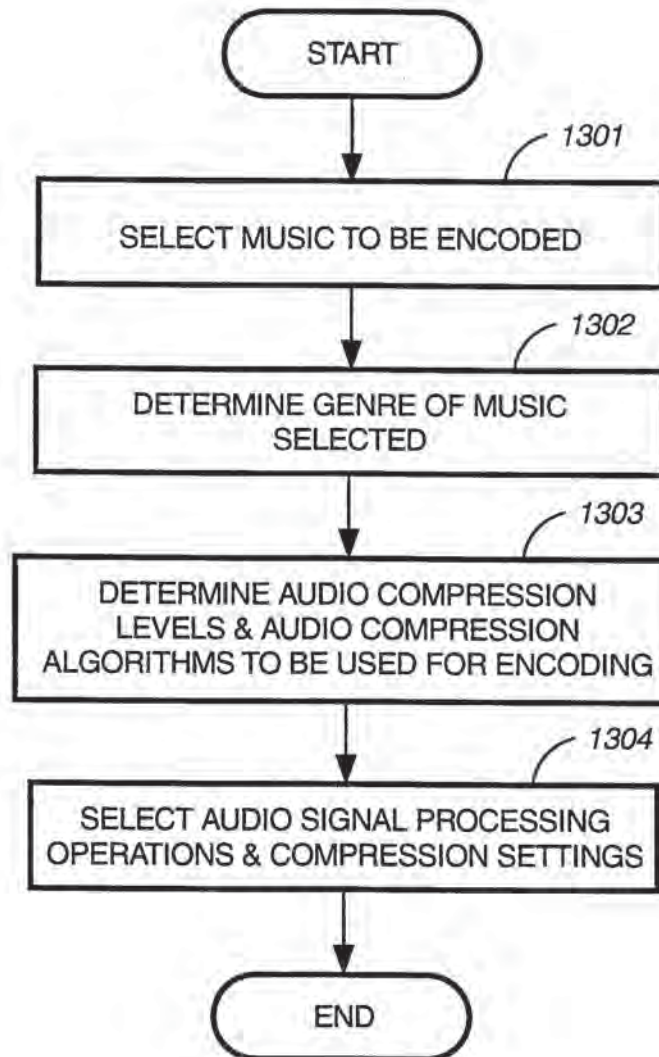 START
1301
SELECT MUSIC TO BE ENCODED
1302
DETERMINE GENRE OF MUSIC
SELECTED
1303
DETERMINE AUDIO COMPRESSION
LEVELS & AUDIO COMPRESSION
ALGORITHMS TO BE USED FOR ENCODING
1304
SELECT AUDIO SIGNAL PROCESSING
OPERATIONS & COMPRESSION SETTINGS
END